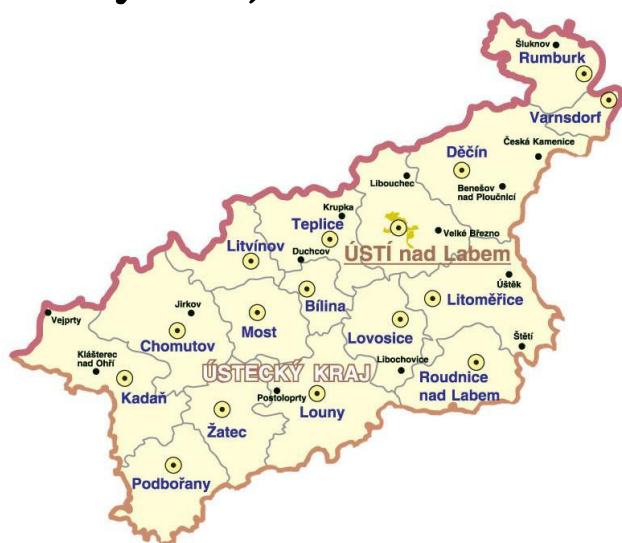 Šluknov
Rumburk
Varnsdorf
Česká Kamenice
Děčín
Libouchec
Benešov
nad Ploučnicí
Krupka
Teplice
Velké Březno
Litvínov
Duchcov
ÚSTÍ nad Labem
Úštěk
Bílina
Litoměřice
Vejprty
Jirkov
Most
Lovosice
Chomutov
Štětí
Klášterec
nad Ohří
ÚSTECKÝ KRAJ
Libochovice
Roudnice
nad Labem
Kadaň
Postoloprty
Louny
Žatec
Podbořany